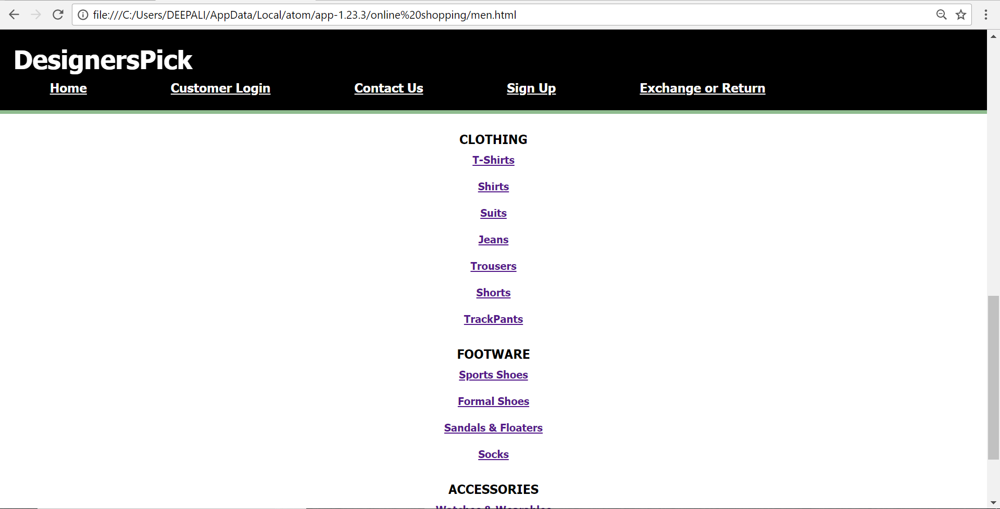 file:///C:/Users/DEEPALI/AppData/Local/atom/app-1.23.3/online%20shopping/men.html
DesignersPick
Home Customer Login Contact Us Sign Up Exchange or Return
CLOTHING
T-Shirts
Shirts
Suits
Jeans
Trousers
Shorts
TrackPants
FOOTWARE
Sports Shoes
Formal Shoes
Sandals & Floaters
Socks
ACCESSORIES
Watches & Wearables